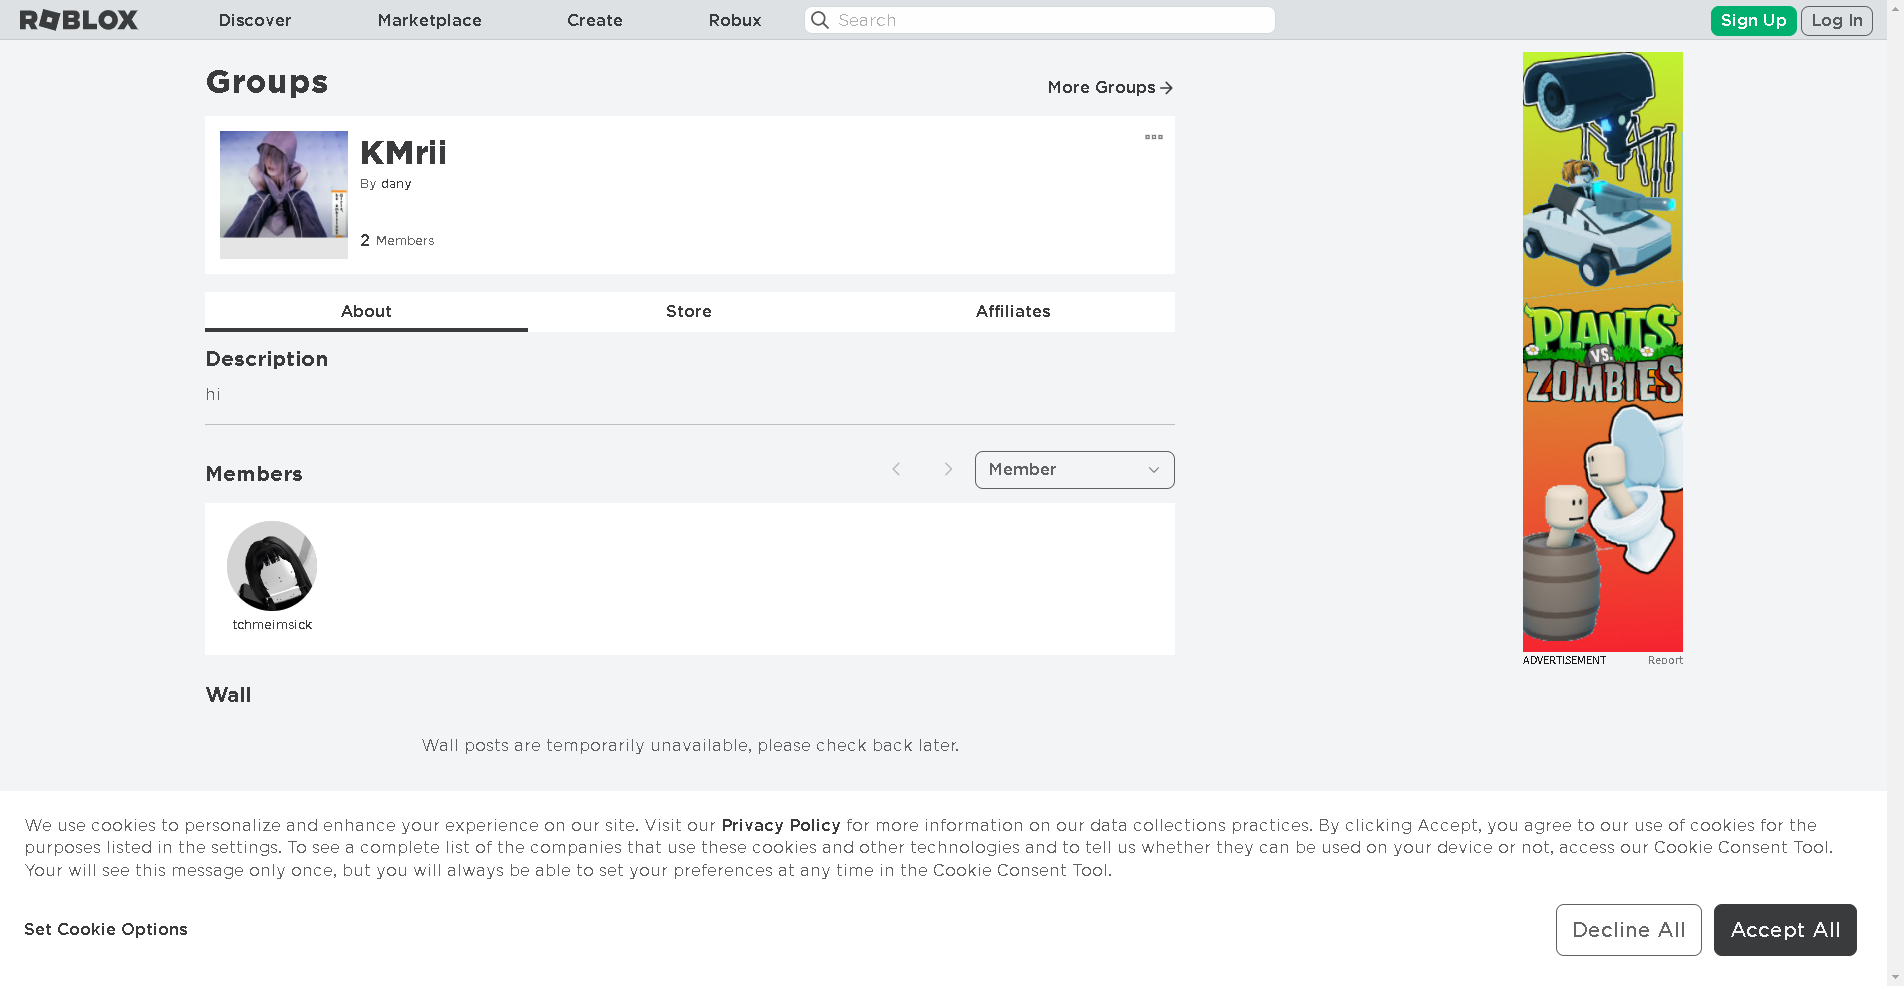 ROBLOX
Discover
Marketplace
Create
Robux
Search
Sign Up
Log In
Groups
More Groups
KMrii
By dany
2 Members
About
Store
Affiliates
Description
hi
Members
Member
tchmeimsick
Wall
Wall posts are temporarily unavailable, please check back later.
PLANTS
VS.
ZOMBIES
ADVERTISEMENT
Report
We use cookies to personalize and enhance your experience on our site. Visit our Privacy Policy for more information on our data collections practices. By clicking Accept, you agree to our use of cookies for the
purposes listed in the settings. To see a complete list of the companies that use these cookies and other technologies and to tell us whether they can be used on your device or not, access our Cookie Consent Tool.
Your will see this message only once, but you will always be able to set your preferences at any time in the Cookie Consent Tool.
Set Cookie Options
Decline All
Accept All